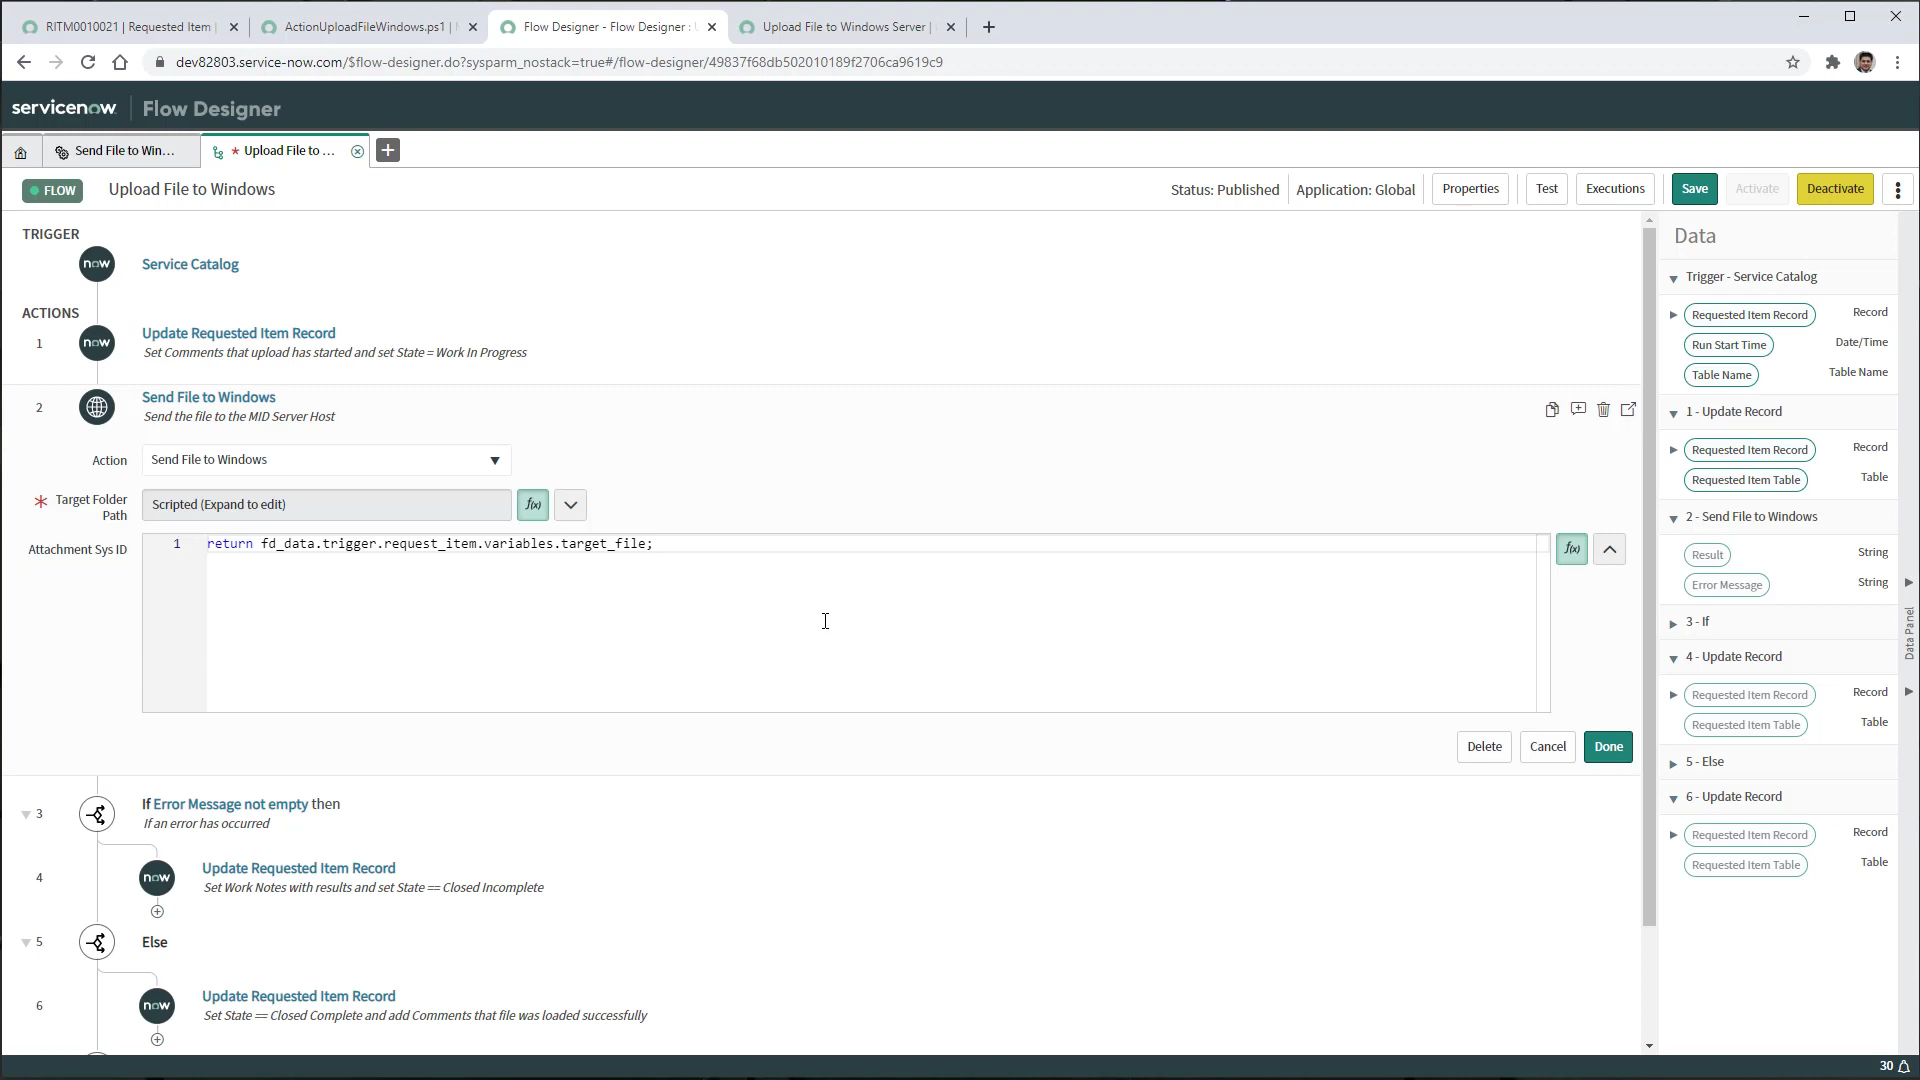 RITM0010021 | Requested Item |
ActionUploadFileWindows.ps1 |
Flow Designer - Flow Designer :
Upload File to Windows Server |
dev82803.service-now.com/$flow-designer.do?sysparm_nostack=true#/flow-designer/49837f68db502010189f2706ca9619c9
servicenow Flow Designer
Send File to Win...
* Upload File to ...
FLOW Upload File to Windows
Status: Published Application: Global Properties Test Executions Save Activate Deactivate
TRIGGER
now Service Catalog
ACTIONS
1 now Update Requested Item Record
Set Comments that upload has started and set State = Work In Progress
2 Send File to Windows
Send the file to the MID Server Host
Action Send File to Windows
* Target Folder Path Scripted (Expand to edit) f(x)
Attachment Sys ID
1 return fd_data.trigger.request_item.variables.target_file;
f(x)
Delete Cancel Done
3 If Error Message not empty then
If an error has occurred
4 now Update Requested Item Record
Set Work Notes with results and set State == Closed Incomplete
5 Else
6 now Update Requested Item Record
Set State == Closed Complete and add Comments that file was loaded successfully
Data
Trigger - Service Catalog
Requested Item Record Record
Run Start Time Date/Time
Table Name Table Name
1 - Update Record
Requested Item Record Record
Requested Item Table Table
2 - Send File to Windows
Result String
Error Message String
3 - If
4 - Update Record
Requested Item Record Record
Requested Item Table Table
5 - Else
6 - Update Record
Requested Item Record Record
Requested Item Table Table
Data Panel
30